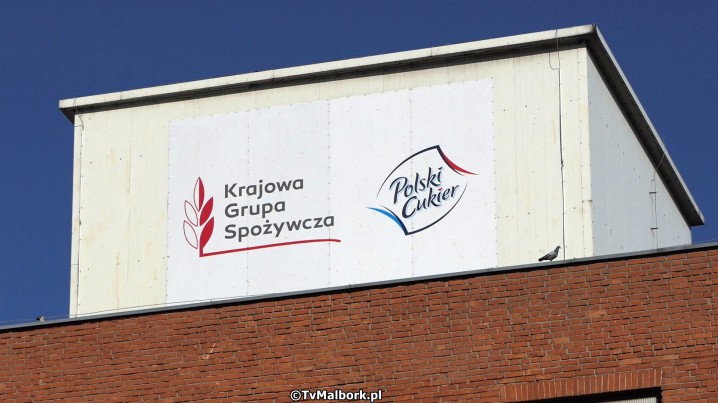 Krajowa
Grupa
Spożywcza
Polski
Cukier
©TvMalbork.pl